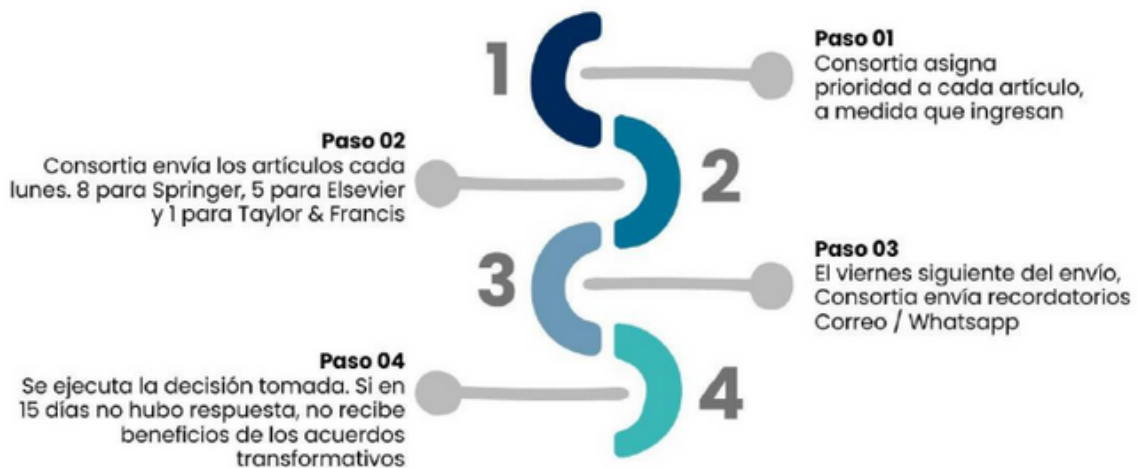 1
Paso 01
Consortia asigna
prioridad a cada artículo,
a medida que ingresan
Paso 02
Consortia envía los artículos cada
lunes. 8 para Springer, 5 para Elsevier
y 1 para Taylor & Francis
2
3
Paso 03
El viernes siguiente del envío,
Consortia envía recordatorios
Correo / Whatsapp
Paso 04
Se ejecuta la decisión tomada. Si en
15 días no hubo respuesta, no recibe
beneficios de los acuerdos
transformativos
4